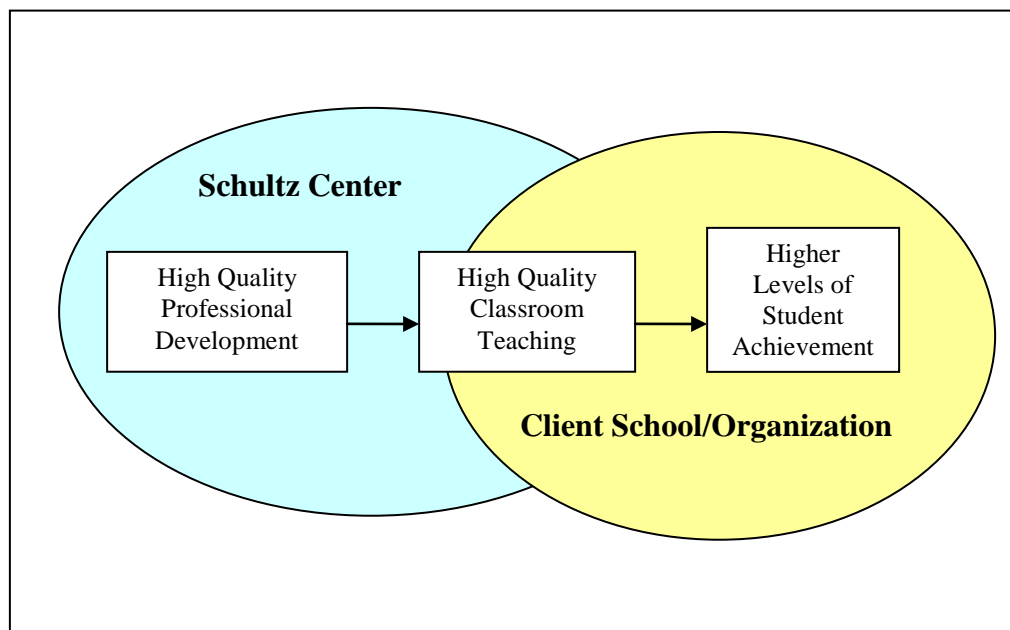 Schultz Center
High Quality
Professional
Development
High Quality
Classroom
Teaching
Higher
Levels of
Student
Achievement
Client School/Organization